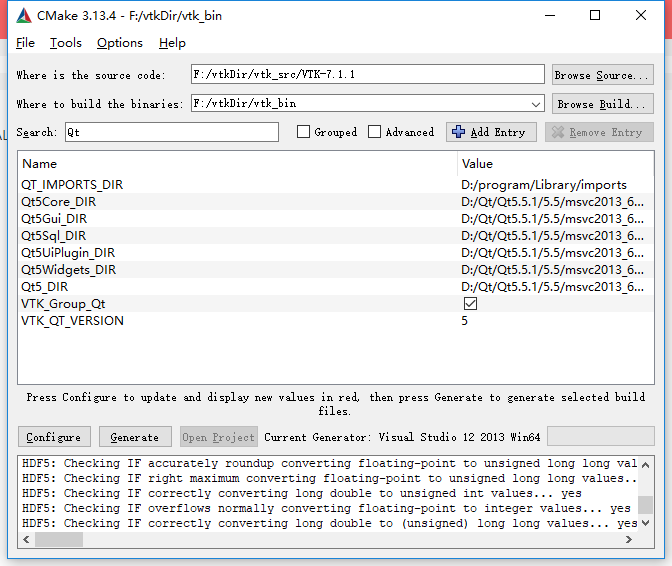 CMake 3.13.4 - F:/vtkDir/vtk_bin
File Tools Options Help
Where is the source code: F:/vtkDir/vtk_src/VTK-7.1.1 Browse Source...
Where to build the binaries: F:/vtkDir/vtk_bin Browse Build...
Search: Qt Grouped Advanced Add Entry Remove Entry
Name Value
QT_IMPORTS_DIR D:/program/Library/imports
Qt5Core_DIR D:/Qt/Qt5.5.1/5.5/msvc2013_6...
Qt5Gui_DIR D:/Qt/Qt5.5.1/5.5/msvc2013_6...
Qt5Sql_DIR D:/Qt/Qt5.5.1/5.5/msvc2013_6...
Qt5UiPlugin_DIR D:/Qt/Qt5.5.1/5.5/msvc2013_6...
Qt5Widgets_DIR D:/Qt/Qt5.5.1/5.5/msvc2013_6...
Qt5_DIR D:/Qt/Qt5.5.1/5.5/msvc2013_6...
VTK_Group_Qt
VTK_QT_VERSION 5
Press Configure to update and display new values in red, then press Generate to generate selected build
files.
Configure Generate Open Project Current Generator: Visual Studio 12 2013 Win64
HDF5: Checking IF accurately roundup converting floating-point to unsigned long long val
HDF5: Checking IF right maximum converting floating-point to unsigned long long values..
HDF5: Checking IF correctly converting long double to unsigned int values... yes
HDF5: Checking IF overflows normally converting floating-point to integer values... yes
HDF5: Checking IF correctly converting long double to (unsigned) long long values... yes